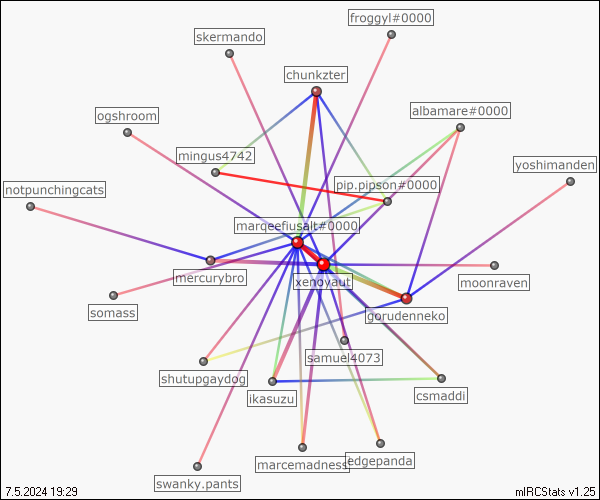 froggyl#0000
skermando
chunkzter
albamare#0000
ogshroom
mingus4742
yoshimanden
pip.pipson#0000
notpunchingcats
marqeefiusalt#0000
mercurybro
xenoyaut
moonraven
somass
gorudenneko
samuel4073
shutupgaydog
ikasuzu
csmaddi
marcemadness
edgepanda
swanky.pants
7.5.2024 19:29
mIRCStats v1.25